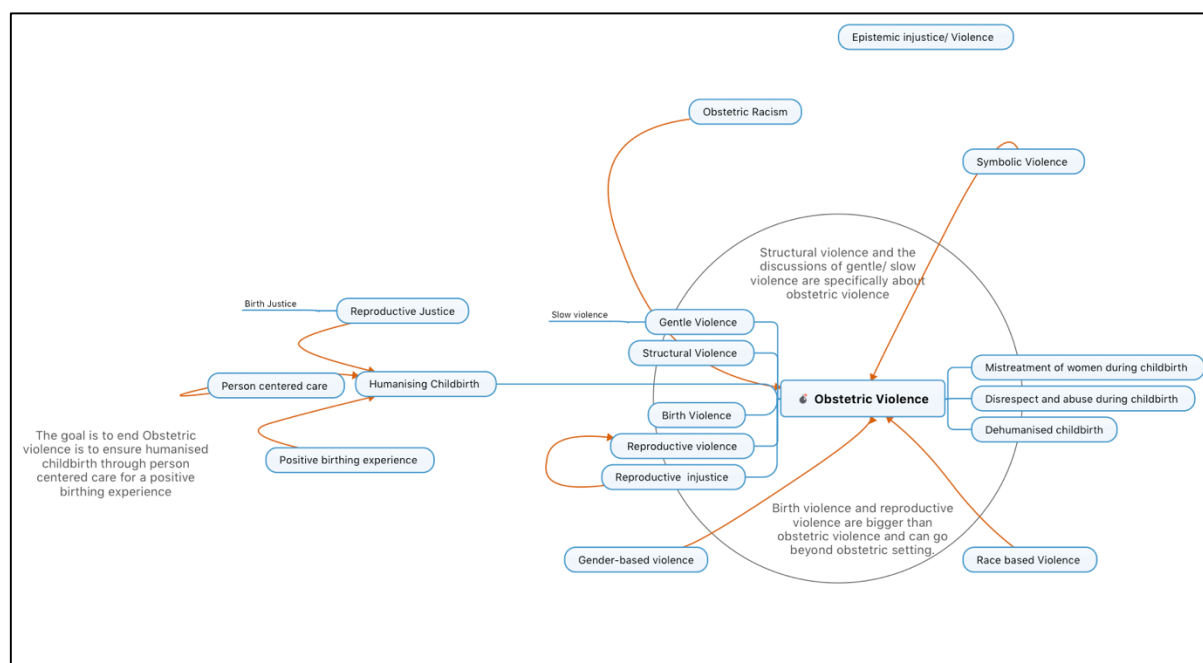 Epistemic injustice/ Violence
Obstetric Racism
Symbolic Violence
Structural violence and the
discussions of gentle/ slow
violence are specifically about
obstetric violence
Birth Justice
Reproductive Justice
Slow violence
Gentle Violence
Structural Violence
Person centered care
Humanising Childbirth
Obstetric Violence
Mistreatment of women during childbirth
Disrespect and abuse during childbirth
Dehumanised childbirth
Birth Violence
Reproductive violence
Reproductive injustice
The goal is to end Obstetric
violence is to ensure humanised
childbirth through person
centered care for a positive
birthing experience
Positive birthing experience
Birth violence and reproductive
violence are bigger than
obstetric violence and can go
beyond obstetric setting.
Gender-based violence
Race based Violence